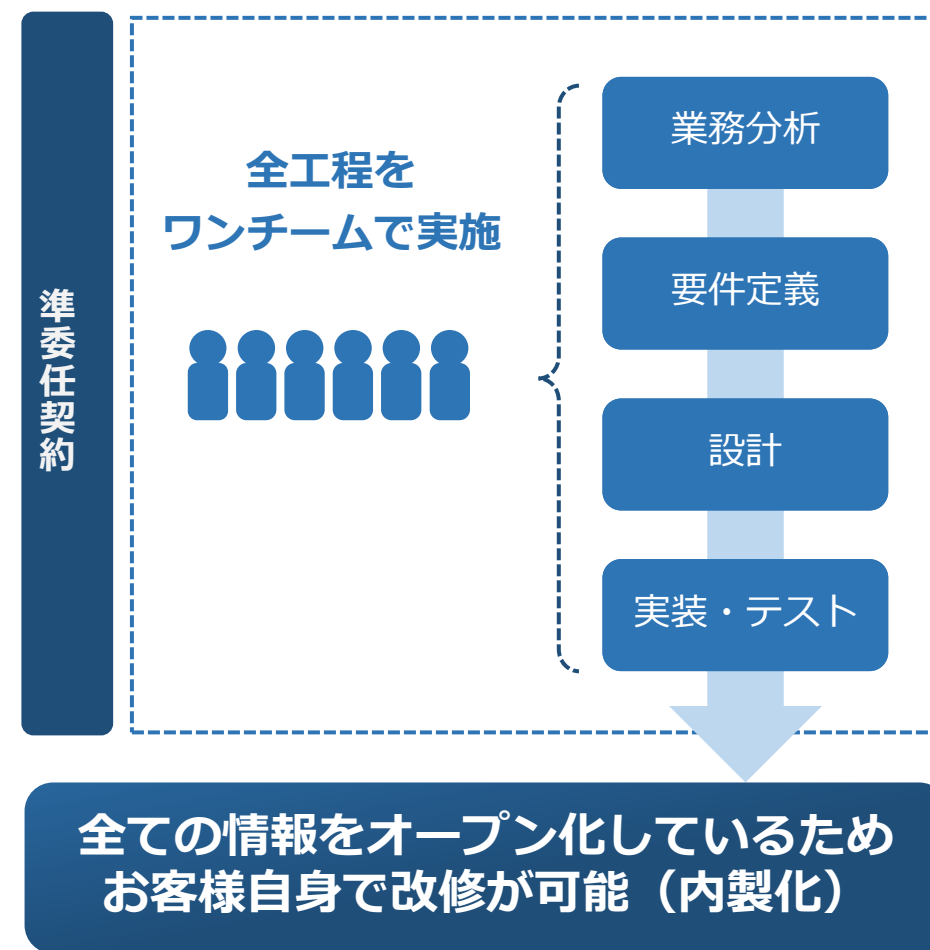 準委任契約
全工程を
ワンチームで実施
業務分析
要件定義
設計
実装・テスト
全ての情報をオープン化しているため
お客様自身で改修が可能（内製化）